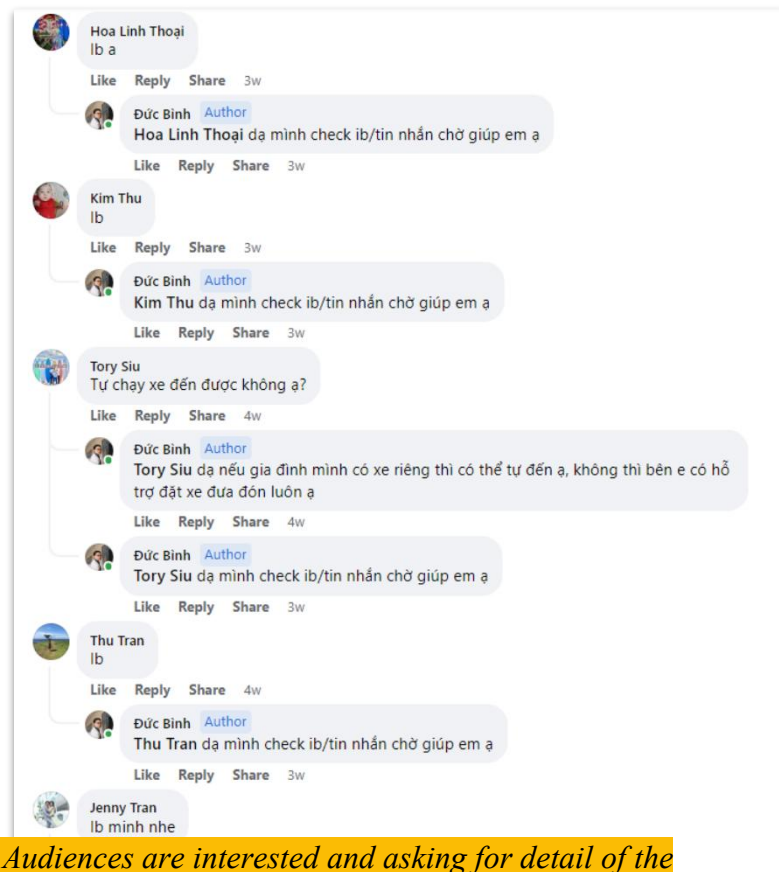 Hoa Linh Thoại
Ib a
Like Reply Share 3w
Đức Bình Author
Hoa Linh Thoại dạ mình check ib/tin nhắn chờ giúp em ạ
Like Reply Share 3w
Kim Thu
Ib
Like Reply Share 3w
Đức Bình Author
Kim Thu dạ mình check ib/tin nhắn chờ giúp em ạ
Like Reply Share 3w
Tory Siu
Tự chạy xe đến được không ạ?
Like Reply Share 4w
Đức Bình Author
Tory Siu dạ nếu gia đình mình có xe riêng thì có thể tự đến ạ, không thì bên e có hỗ
trợ đặt xe đưa đón luôn ạ
Like Reply Share 4w
Đức Bình Author
Tory Siu dạ mình check ib/tin nhắn chờ giúp em ạ
Like Reply Share 3w
Thu Tran
Ib
Like Reply Share 4w
Đức Bình Author
Thu Tran dạ mình check ib/tin nhắn chờ giúp em ạ
Like Reply Share 3w
Jenny Tran
Ib minh nhe
Audiences are interested and asking for detail of the